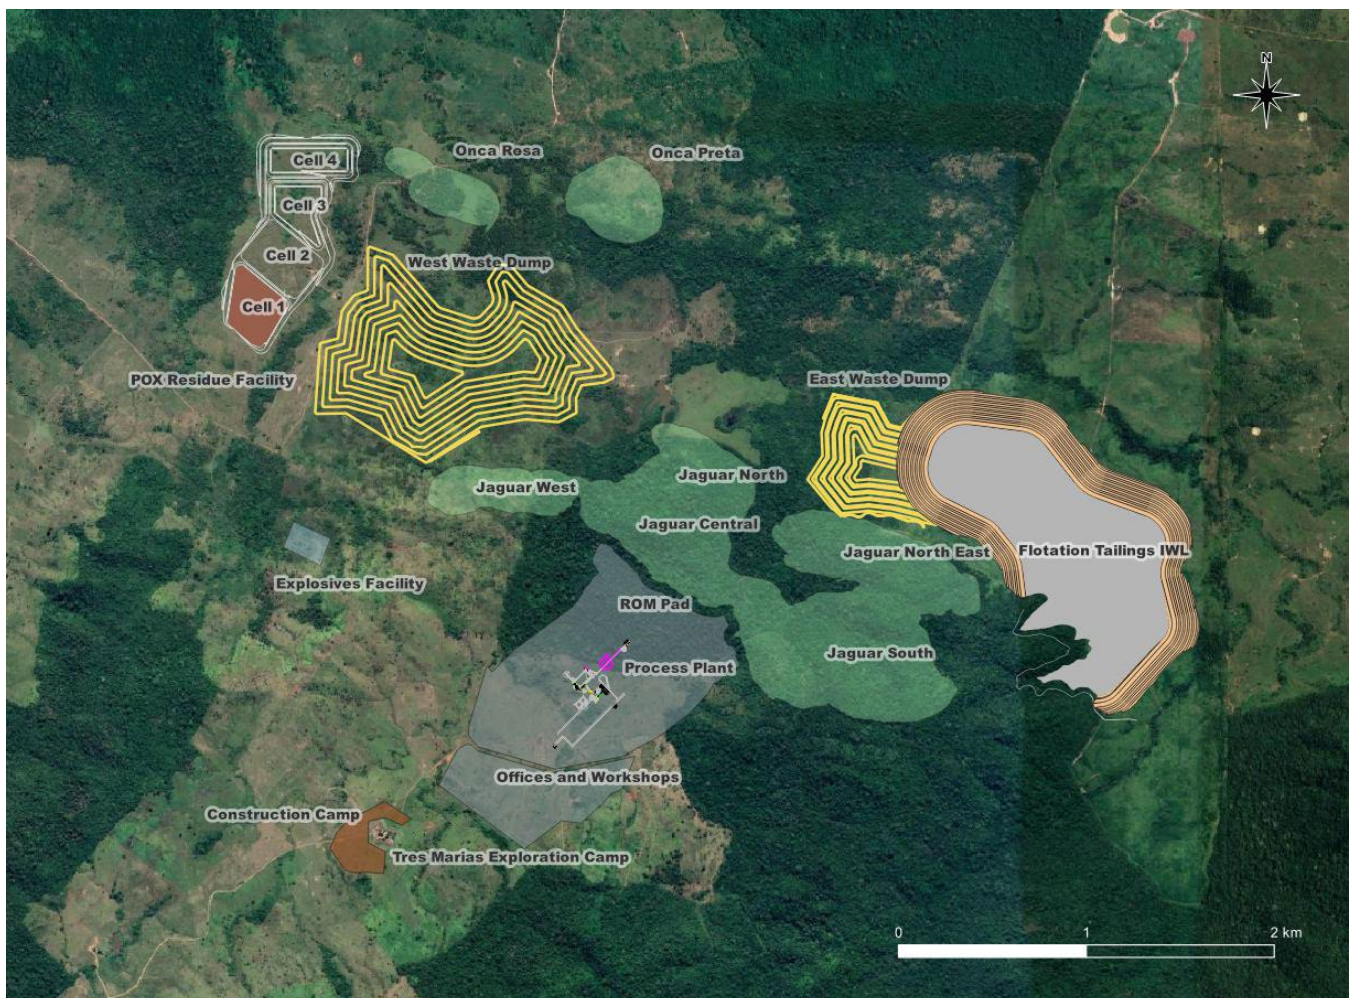 N
Cell 4
Onca Rosa
Onca Preta
Cell 3
Cell 2
West Waste Dump
Cell 1
POX Residue Facility
East Waste Dump
Jaguar North
Jaguar West
Jaguar Central
Jaguar North East
Flotation Tailings IWL
Explosives Facility
ROM Pad
Jaguar South
Process Plant
Offices and Workshops
Construction Camp
Tres Marias Exploration Camp
0 1 2 km